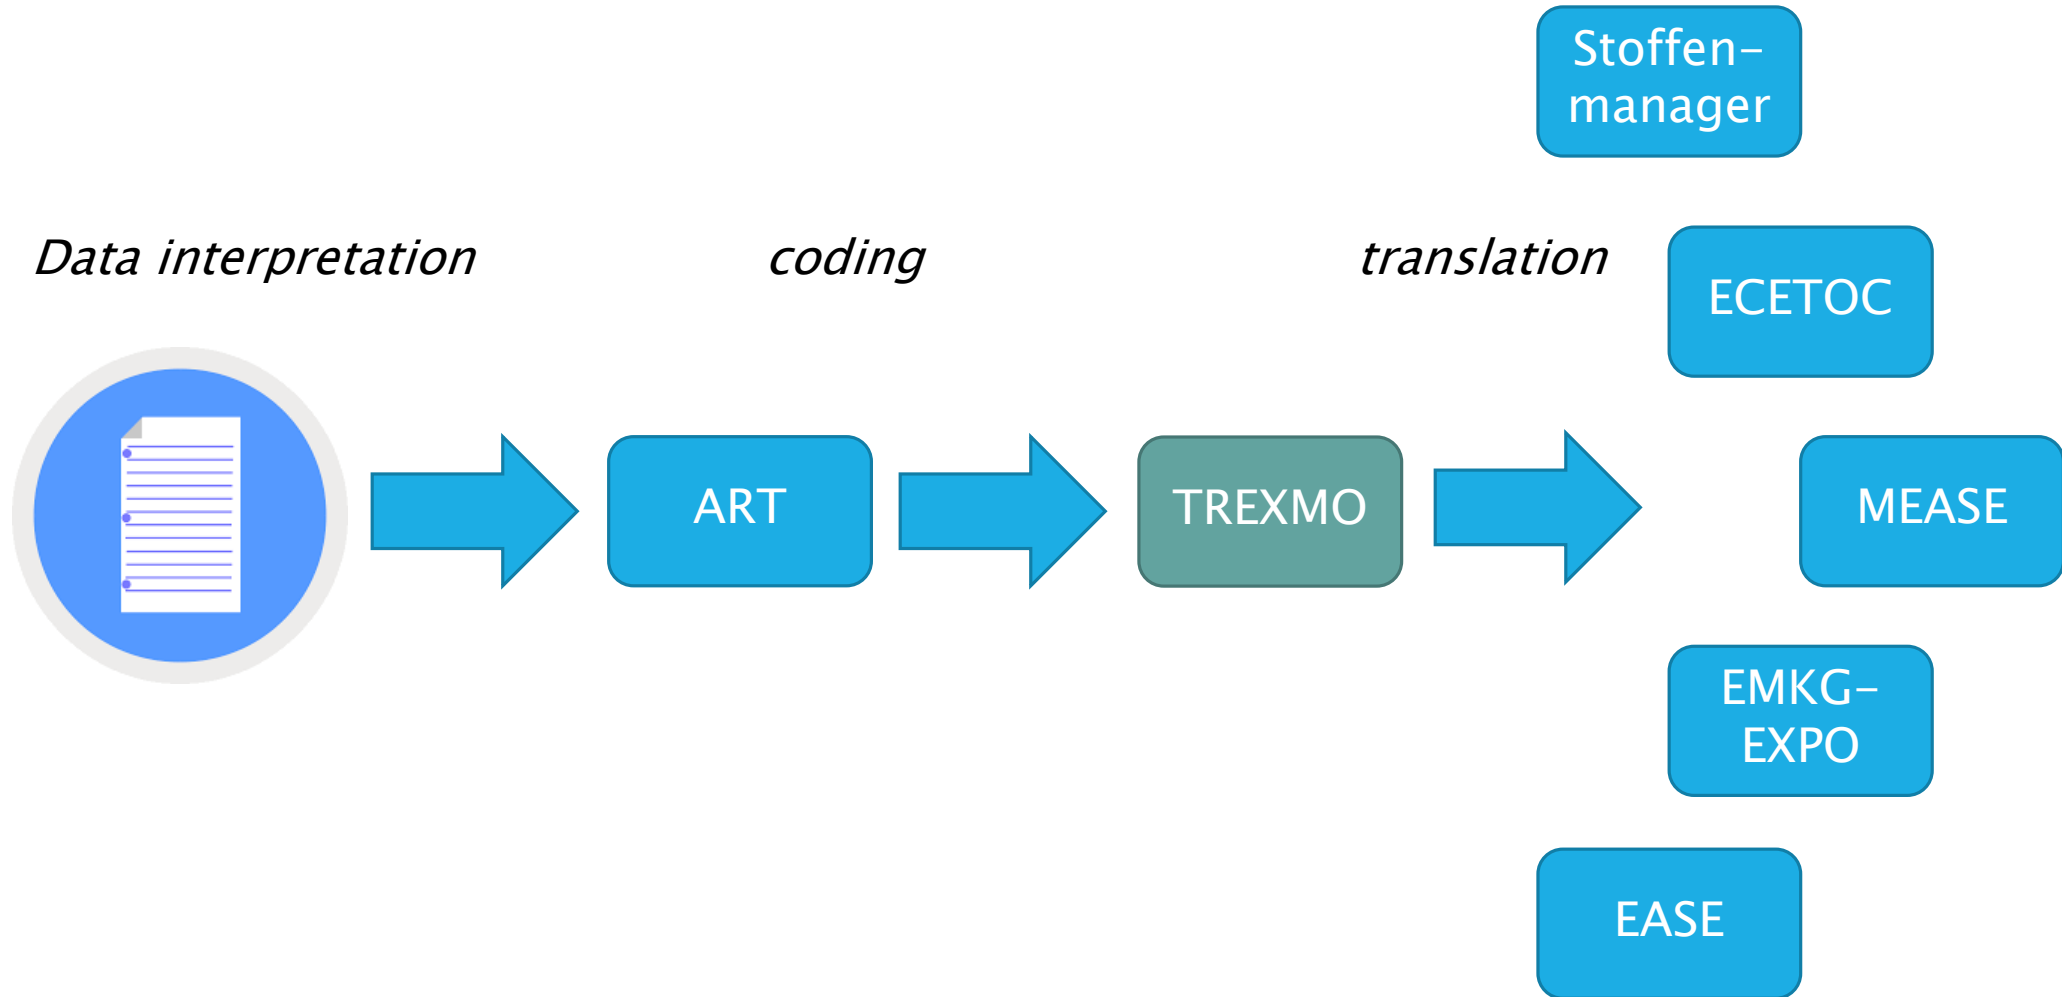 Stoffen-
manager
Data interpretation
coding
translation
ECETOC
ART
TREXMO
MEASE
EMKG-
EXPO
EASE